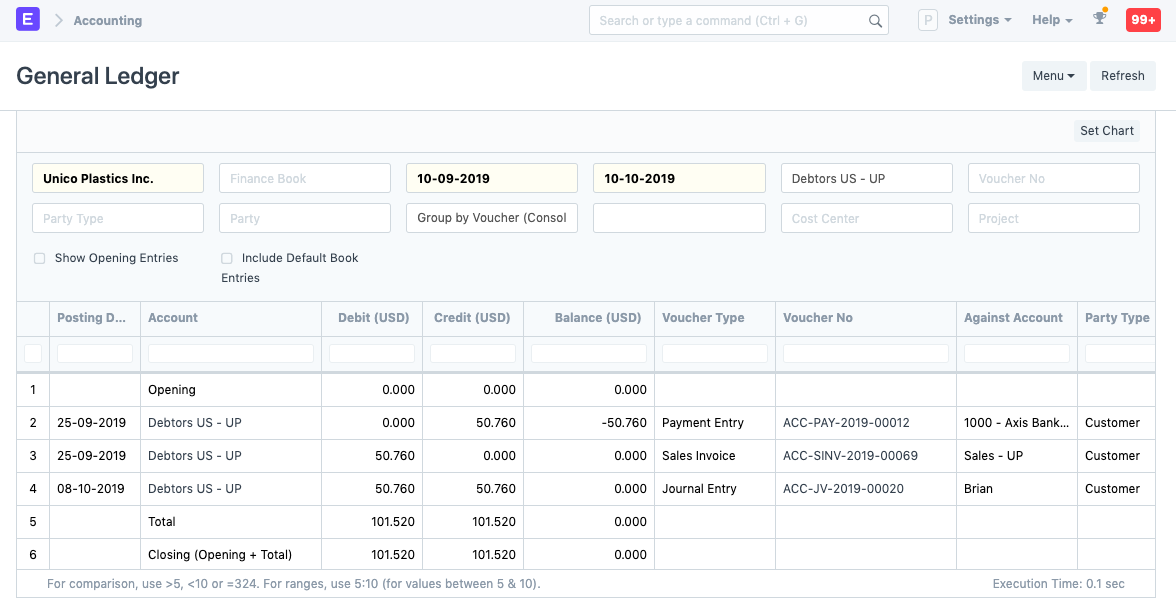 E Accounting Search or type a command (Ctrl + G) P Settings Help 99+
General Ledger Menu Refresh
Set Chart
Unico Plastics Inc. Finance Book 10-09-2019 10-10-2019 Debtors US - UP Voucher No
Party Type Party Group by Voucher (Consol Cost Center Project
Show Opening Entries Include Default Book
Entries
Posting D... Account Debit (USD) Credit (USD) Balance (USD) Voucher Type Voucher No Against Account Party Type
1 Opening 0.000 0.000 0.000
2 25-09-2019 Debtors US - UP 0.000 50.760 -50.760 Payment Entry ACC-PAY-2019-00012 1000 - Axis Bank... Customer
3 25-09-2019 Debtors US - UP 50.760 0.000 0.000 Sales Invoice ACC-SINV-2019-00069 Sales - UP Customer
4 08-10-2019 Debtors US - UP 50.760 50.760 0.000 Journal Entry ACC-JV-2019-00020 Brian Customer
5 Total 101.520 101.520 0.000
6 Closing (Opening + Total) 101.520 101.520 0.000
For comparison, use >5, <10 or =324. For ranges, use 5:10 (for values between 5 & 10). Execution Time: 0.1 sec